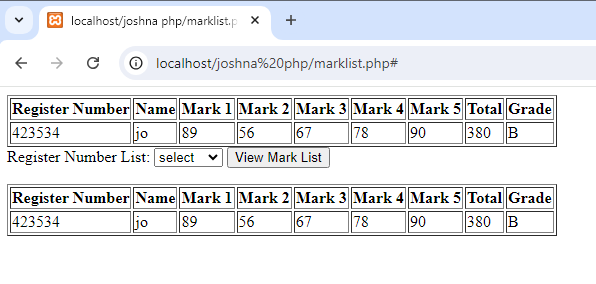 localhost/joshna php/marklist.p
localhost/joshna%20php/marklist.php#
Register Number Name Mark 1 Mark 2 Mark 3 Mark 4 Mark 5 Total Grade
423534 jo 89 56 67 78 90 380 B
Register Number List: select View Mark List
Register Number Name Mark 1 Mark 2 Mark 3 Mark 4 Mark 5 Total Grade
423534 jo 89 56 67 78 90 380 B